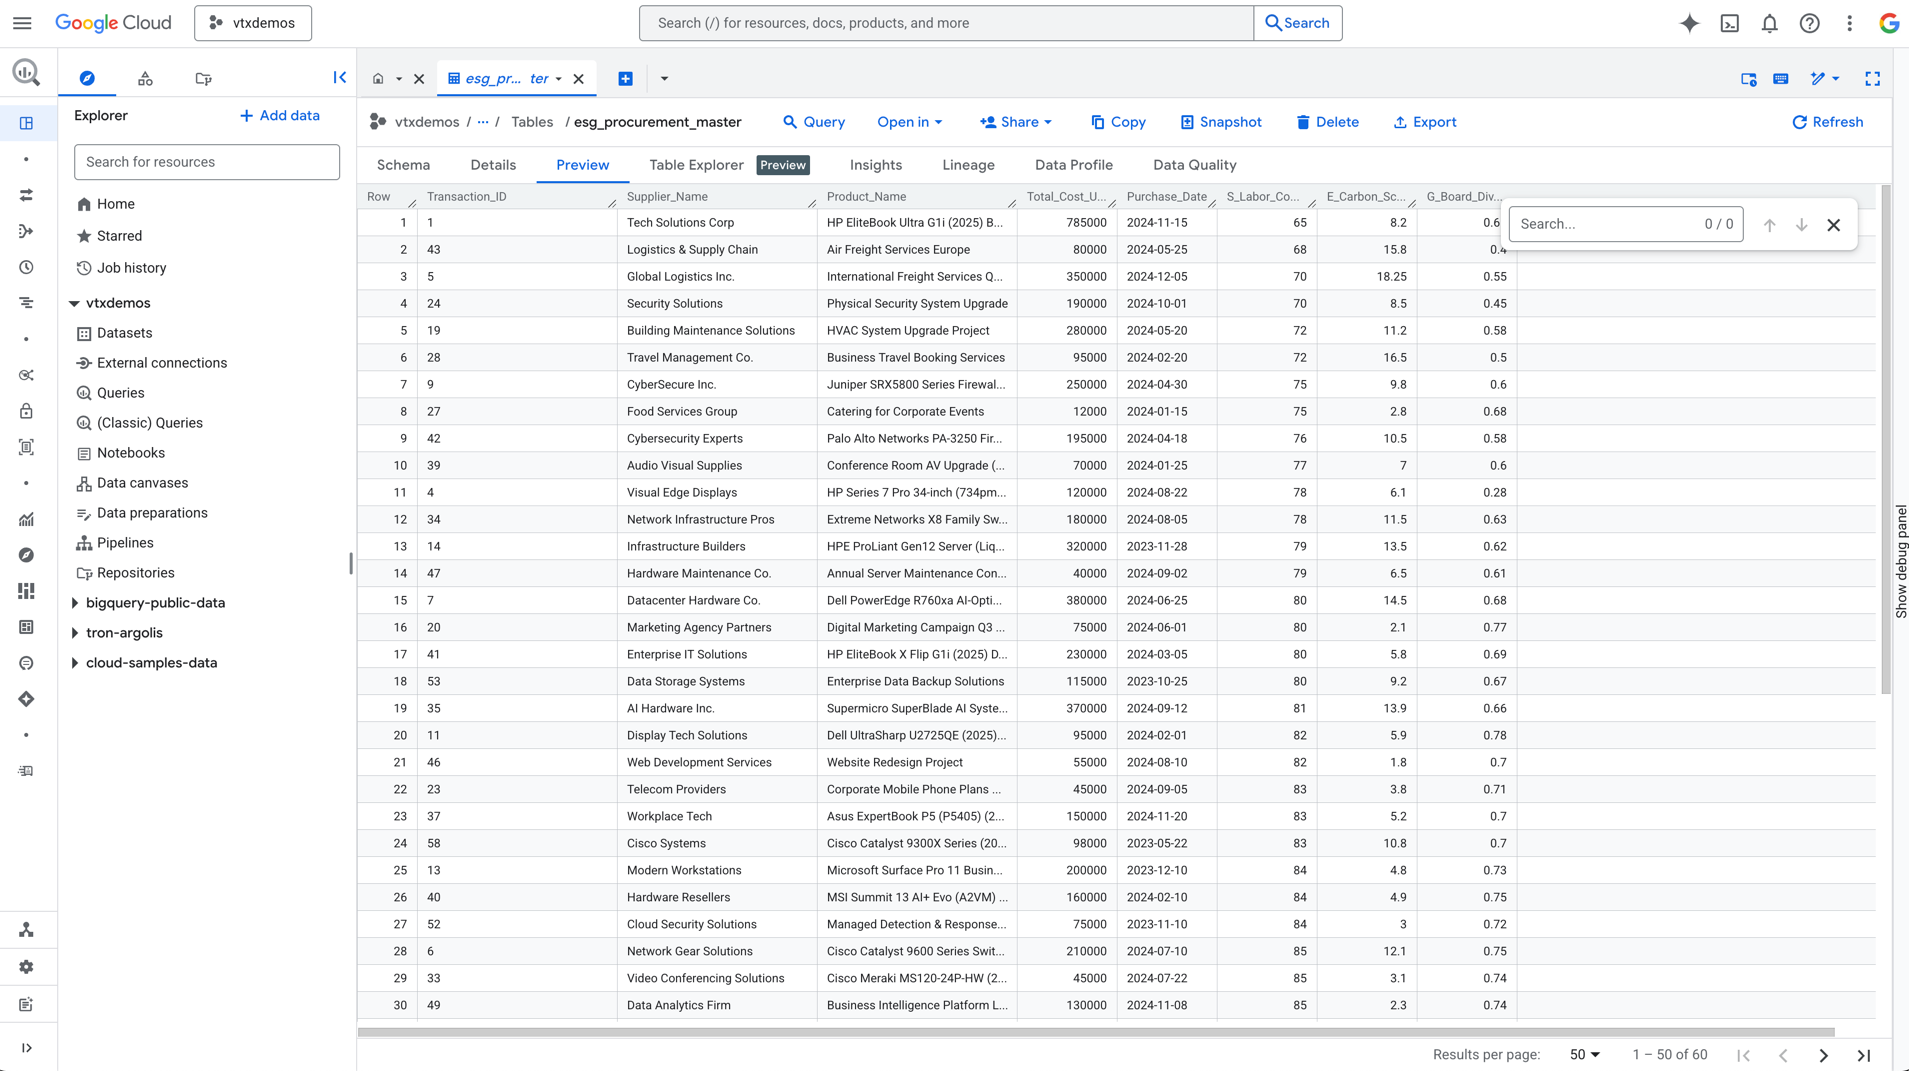 Google Cloud
vtxdemos
Search (/) for resources, docs, products, and more
Search
esg_pr... ter
Explorer
+ Add data
Search for resources
Home
Starred
Job history
vtxdemos
Datasets
External connections
Queries
(Classic) Queries
Notebooks
Data canvases
Data preparations
Pipelines
Repositories
bigquery-public-data
tron-argolis
cloud-samples-data
vtxdemos / ... / Tables / esg_procurement_master
Query Open in Share Copy Snapshot Delete Export Refresh
Schema Details Preview Table Explorer Preview Insights Lineage Data Profile Data Quality
Row Transaction_ID Supplier_Name Product_Name Total_Cost_U... Purchase_Date S_Labor_Co... E_Carbon_Sc... G_Board_Div...
Search... 0 / 0
1 1 Tech Solutions Corp HP EliteBook Ultra G1i (2025) B... 785000 2024-11-15 65 8.2 0.6
2 43 Logistics & Supply Chain Air Freight Services Europe 80000 2024-05-25 68 15.8 0.4
3 5 Global Logistics Inc. International Freight Services Q... 350000 2024-12-05 70 18.25 0.55
4 24 Security Solutions Physical Security System Upgrade 190000 2024-10-01 70 8.5 0.45
5 19 Building Maintenance Solutions HVAC System Upgrade Project 280000 2024-05-20 72 11.2 0.58
6 28 Travel Management Co. Business Travel Booking Services 95000 2024-02-20 72 16.5 0.5
7 9 CyberSecure Inc. Juniper SRX5800 Series Firewal... 250000 2024-04-30 75 9.8 0.6
8 27 Food Services Group Catering for Corporate Events 12000 2024-01-15 75 2.8 0.68
9 42 Cybersecurity Experts Palo Alto Networks PA-3250 Fir... 195000 2024-04-18 76 10.5 0.58
10 39 Audio Visual Supplies Conference Room AV Upgrade (... 70000 2024-01-25 77 7 0.6
11 4 Visual Edge Displays HP Series 7 Pro 34-inch (734pm... 120000 2024-08-22 78 6.1 0.28
12 34 Network Infrastructure Pros Extreme Networks X8 Family Sw... 180000 2024-08-05 78 11.5 0.63
13 14 Infrastructure Builders HPE ProLiant Gen12 Server (Liq... 320000 2023-11-28 79 13.5 0.62
14 47 Hardware Maintenance Co. Annual Server Maintenance Con... 40000 2024-09-02 79 6.5 0.61
15 7 Datacenter Hardware Co. Dell PowerEdge R760xa AI-Opti... 380000 2024-06-25 80 14.5 0.68
16 20 Marketing Agency Partners Digital Marketing Campaign Q3 ... 75000 2024-06-01 80 2.1 0.77
17 41 Enterprise IT Solutions HP EliteBook X Flip G1i (2025) D... 230000 2024-03-05 80 5.8 0.69
18 53 Data Storage Systems Enterprise Data Backup Solutions 115000 2023-10-25 80 9.2 0.67
19 35 AI Hardware Inc. Supermicro SuperBlade AI Syste... 370000 2024-09-12 81 13.9 0.66
20 11 Display Tech Solutions Dell UltraSharp U2725QE (2025)... 95000 2024-02-01 82 5.9 0.78
21 46 Web Development Services Website Redesign Project 55000 2024-08-10 82 1.8 0.7
22 23 Telecom Providers Corporate Mobile Phone Plans ... 45000 2024-09-05 83 3.8 0.71
23 37 Workplace Tech Asus ExpertBook P5 (P5405) (2... 150000 2024-11-20 83 5.2 0.7
24 58 Cisco Systems Cisco Catalyst 9300X Series (20... 98000 2023-05-22 83 10.8 0.7
25 13 Modern Workstations Microsoft Surface Pro 11 Busin... 200000 2023-12-10 84 4.8 0.73
26 40 Hardware Resellers MSI Summit 13 AI+ Evo (A2VM) ... 160000 2024-02-10 84 4.9 0.75
27 52 Cloud Security Solutions Managed Detection & Response... 75000 2023-11-10 84 3 0.72
28 6 Network Gear Solutions Cisco Catalyst 9600 Series Swit... 210000 2024-07-10 85 12.1 0.75
29 33 Video Conferencing Solutions Cisco Meraki MS120-24P-HW (2... 45000 2024-07-22 85 3.1 0.74
30 49 Data Analytics Firm Business Intelligence Platform L... 130000 2024-11-08 85 2.3 0.74
Show debug panel
Results per page: 50 1 – 50 of 60